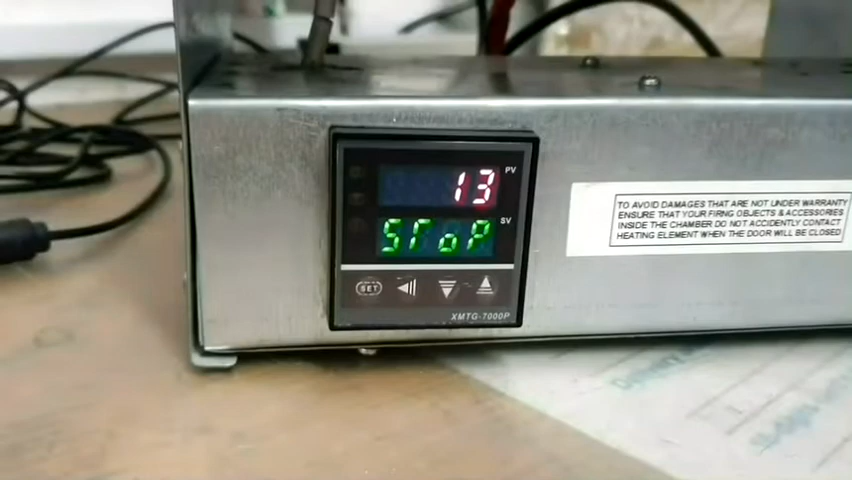 13
PV
SToP
SV
SET
XMTG-7000P
TO AVOID DAMAGES THAT ARE NOT UNDER WARRANTY
ENSURE THAT YOUR FIRNG OBJECTS & ACCESSORIES
INSIDE THE CHAMBER DO NOT ACCIDENTLY CONTACT
HEATING ELEMENT WHEN THE DOOR WILL BE CLOSED